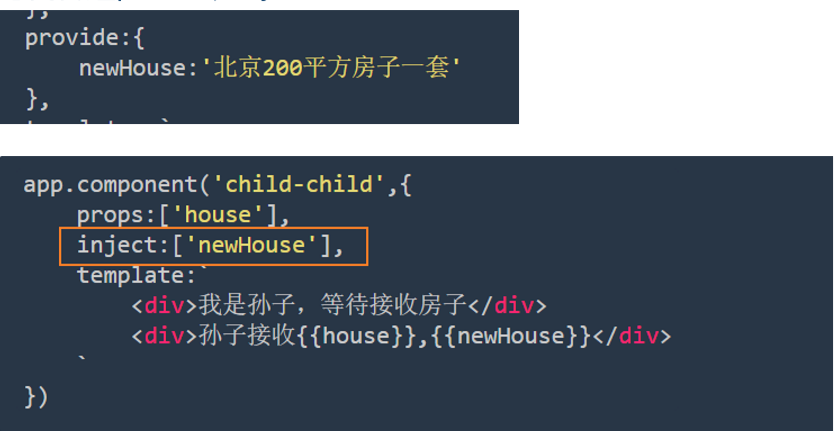 provide:{
newHouse:'北京200平方房子一套'
},
app.component('child-child',{
props:['house'],
inject:['newHouse'],
template:`
<div>我是孙子，等待接收房子</div>
<div>孙子接收{{house}},{{newHouse}}</div>
`
})